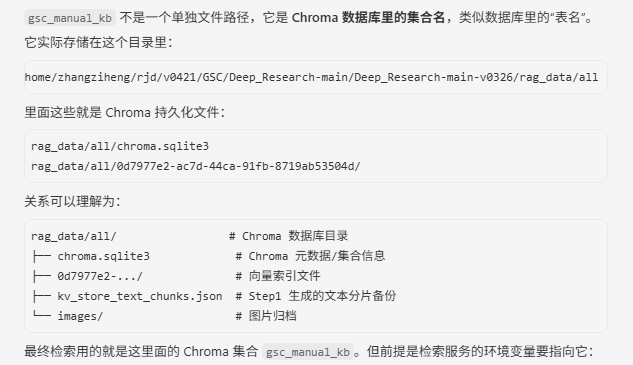 gsc_manual_kb 不是一个单独文件路径，它是 Chroma 数据库里的集合名，类似数据库里的“表名”。
它实际存储在这个目录里：
home/zhangziheng/rjd/v0421/GSC/Deep_Research-main/Deep_Research-main-v0326/rag_data/all
里面这些就是 Chroma 持久化文件：
rag_data/all/chroma.sqlite3
rag_data/all/0d7977e2-ac7d-44ca-91fb-8719ab53504d/
关系可以理解为：
rag_data/all/ # Chroma 数据库目录
├── chroma.sqlite3 # Chroma 元数据/集合信息
├── 0d7977e2-.../ # 向量索引文件
├── kv_store_text_chunks.json # Step1 生成的文本分片备份
└── images/ # 图片归档
最终检索用的就是这里面的 Chroma 集合 gsc_manual_kb。但前提是检索服务的环境变量要指向它：